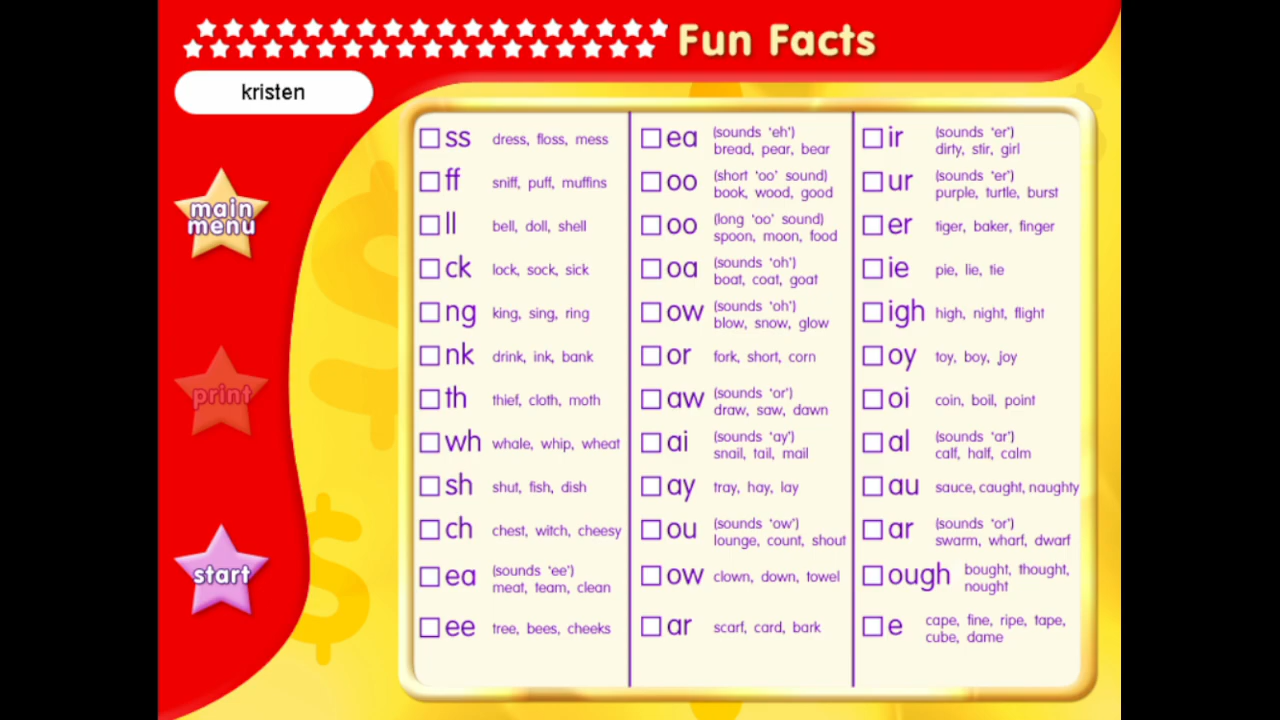 Fun Facts
kristen
main
menu
print
start
ss dress, floss, mess
ff sniff, puff, muffins
ll bell, doll, shell
ck lock, sock, sick
ng king, sing, ring
nk drink, ink, bank
th thief, cloth, moth
wh whale, whip, wheat
sh shut, fish, dish
ch chest, witch, cheesy
ea (sounds 'ee')
meat, team, clean
ee tree, bees, cheeks
ea (sounds 'eh')
bread, pear, bear
oo (short 'oo' sound)
book, wood, good
oo (long 'oo' sound)
spoon, moon, food
oa (sounds 'oh')
boat, coat, goat
ow (sounds 'oh')
blow, snow, glow
or fork, short, corn
aw (sounds 'or')
draw, saw, dawn
ai (sounds 'ay')
snail, tail, mail
ay tray, hay, lay
ou (sounds 'ow')
lounge, count, shout
ow clown, down, towel
ar scarf, card, bark
ir (sounds 'er')
dirty, stir, girl
ur (sounds 'er')
purple, turtle, burst
er tiger, baker, finger
ie pie, lie, tie
igh high, night, flight
oy toy, boy, joy
oi coin, boil, point
al (sounds 'ar')
calf, half, calm
au sauce, caught, naughty
ar (sounds 'or')
swarm, wharf, dwarf
ough bought, thought,
nought
e cape, fine, ripe, tape,
cube, dame